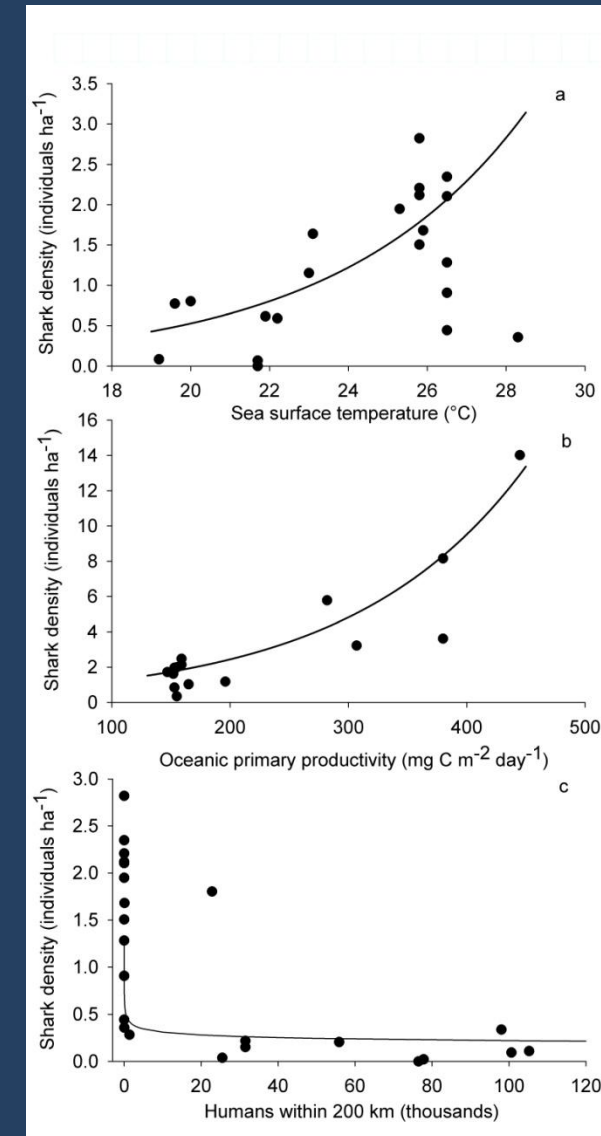 a
3.5
3.0
2.5
2.0
1.5
1.0
0.5
0.0
Shark density (individuals ha-1)
18 20 22 24 26 28 30
Sea surface temperature (°C)
b
16
14
12
10
8
6
4
2
0
Shark density (individuals ha-1)
100 200 300 400 500
Oceanic primary productivity (mg C m-2 day-1)
c
3.0
2.5
2.0
1.5
1.0
0.5
0.0
Shark density (individuals ha-1)
0 20 40 60 80 100 120
Humans within 200 km (thousands)